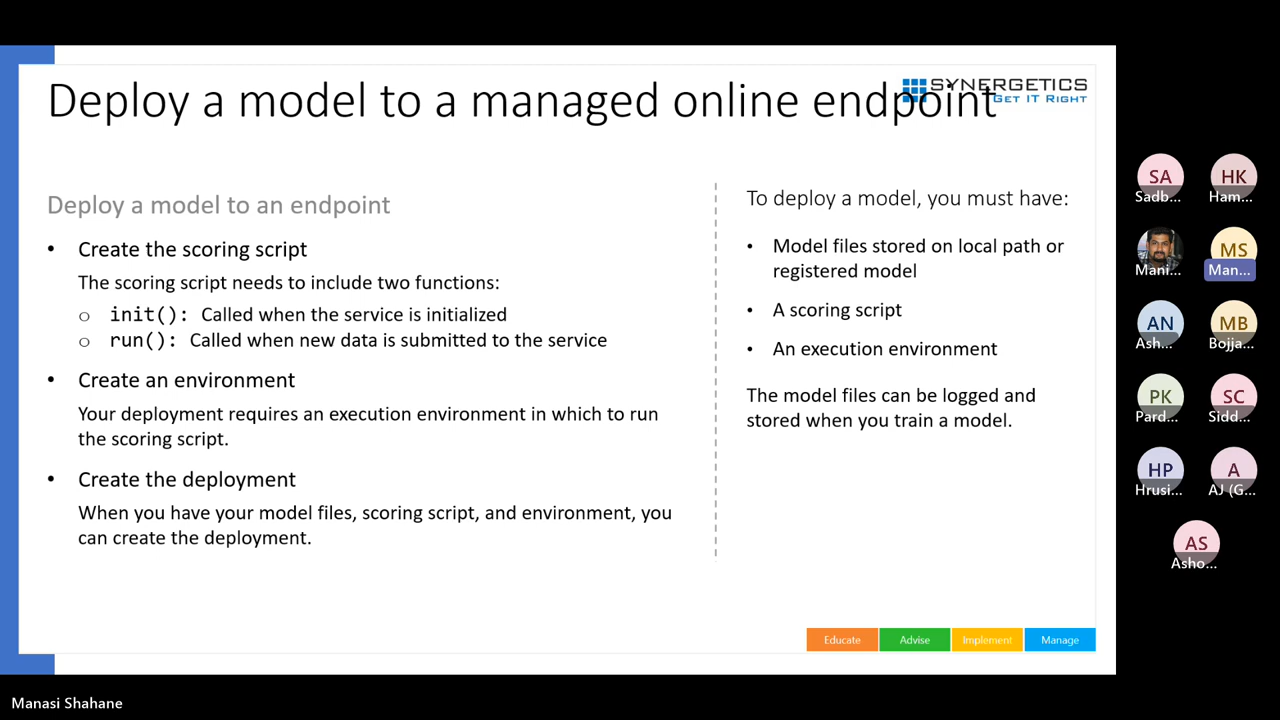 Deploy a model to a managed online endpoint
SYNERGETICS
GET IT RIGHT
Deploy a model to an endpoint
• Create the scoring script
The scoring script needs to include two functions:
o init(): Called when the service is initialized
o run(): Called when new data is submitted to the service
• Create an environment
Your deployment requires an execution environment in which to run
the scoring script.
• Create the deployment
When you have your model files, scoring script, and environment, you
can create the deployment.
To deploy a model, you must have:
• Model files stored on local path or
registered model
• A scoring script
• An execution environment
The model files can be logged and
stored when you train a model.
Educate
Advise
Implement
Manage
SA
Sadb...
HK
Ham...
Mani...
MS
Man...
AN
Ash...
MB
Bojja...
PK
Pard...
SC
Sidd...
HP
Hrusi...
A
AJ (G...
AS
Asho...
Manasi Shahane